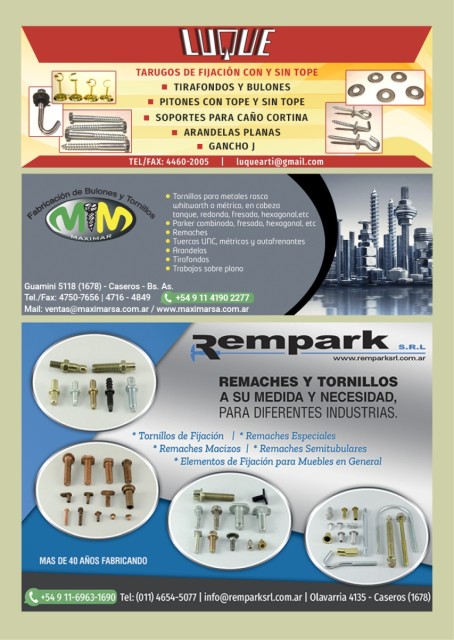 LUQUE
TARUGOS DE FIJACIÓN CON Y SIN TOPE
TIRAFONDOS Y BULONES
PITONES CON TOPE Y SIN TOPE
SOPORTES PARA CAÑO CORTINA
ARANDELAS PLANAS
GANCHO J
TEL/FAX: 4460-2005 | luquearti@gmail.com
Fabricación de Bulones y Tornillos
MM
MAXIMAR
Tornillos para metales rosca
whitworth o métrica, en cabeza
tanque, redonda, fresada, hexagonal,etc
Parker combinada, fresada, hexagonal, etc
Remaches
Tuercas UNC, métricos y autofrenantes
Arandelas
Tirafondos
Trabajos sobre plano
Guamini 5118 (1678) - Caseros - Bs. As.
Tel./Fax: 4750-7656 | 4716 - 4849 +54 9 11 4190 2277
Mail: ventas@maximarsa.com.ar / www.maximarsa.com.ar
Rempark S.R.L
www.remparksrl.com.ar
REMACHES Y TORNILLOS
A SU MEDIDA Y NECESIDAD,
PARA DIFERENTES INDUSTRIAS.
* Tornillos de Fijación | * Remaches Especiales
* Remaches Macizos | * Remaches Semitubulares
* Elementos de Fijación para Muebles en General
MAS DE 40 AÑOS FABRICANDO
+54 9 11-6963-1690 Tel: (011) 4654-5077 | info@remparksrl.com.ar | Olavarría 4135 - Caseros (1678)